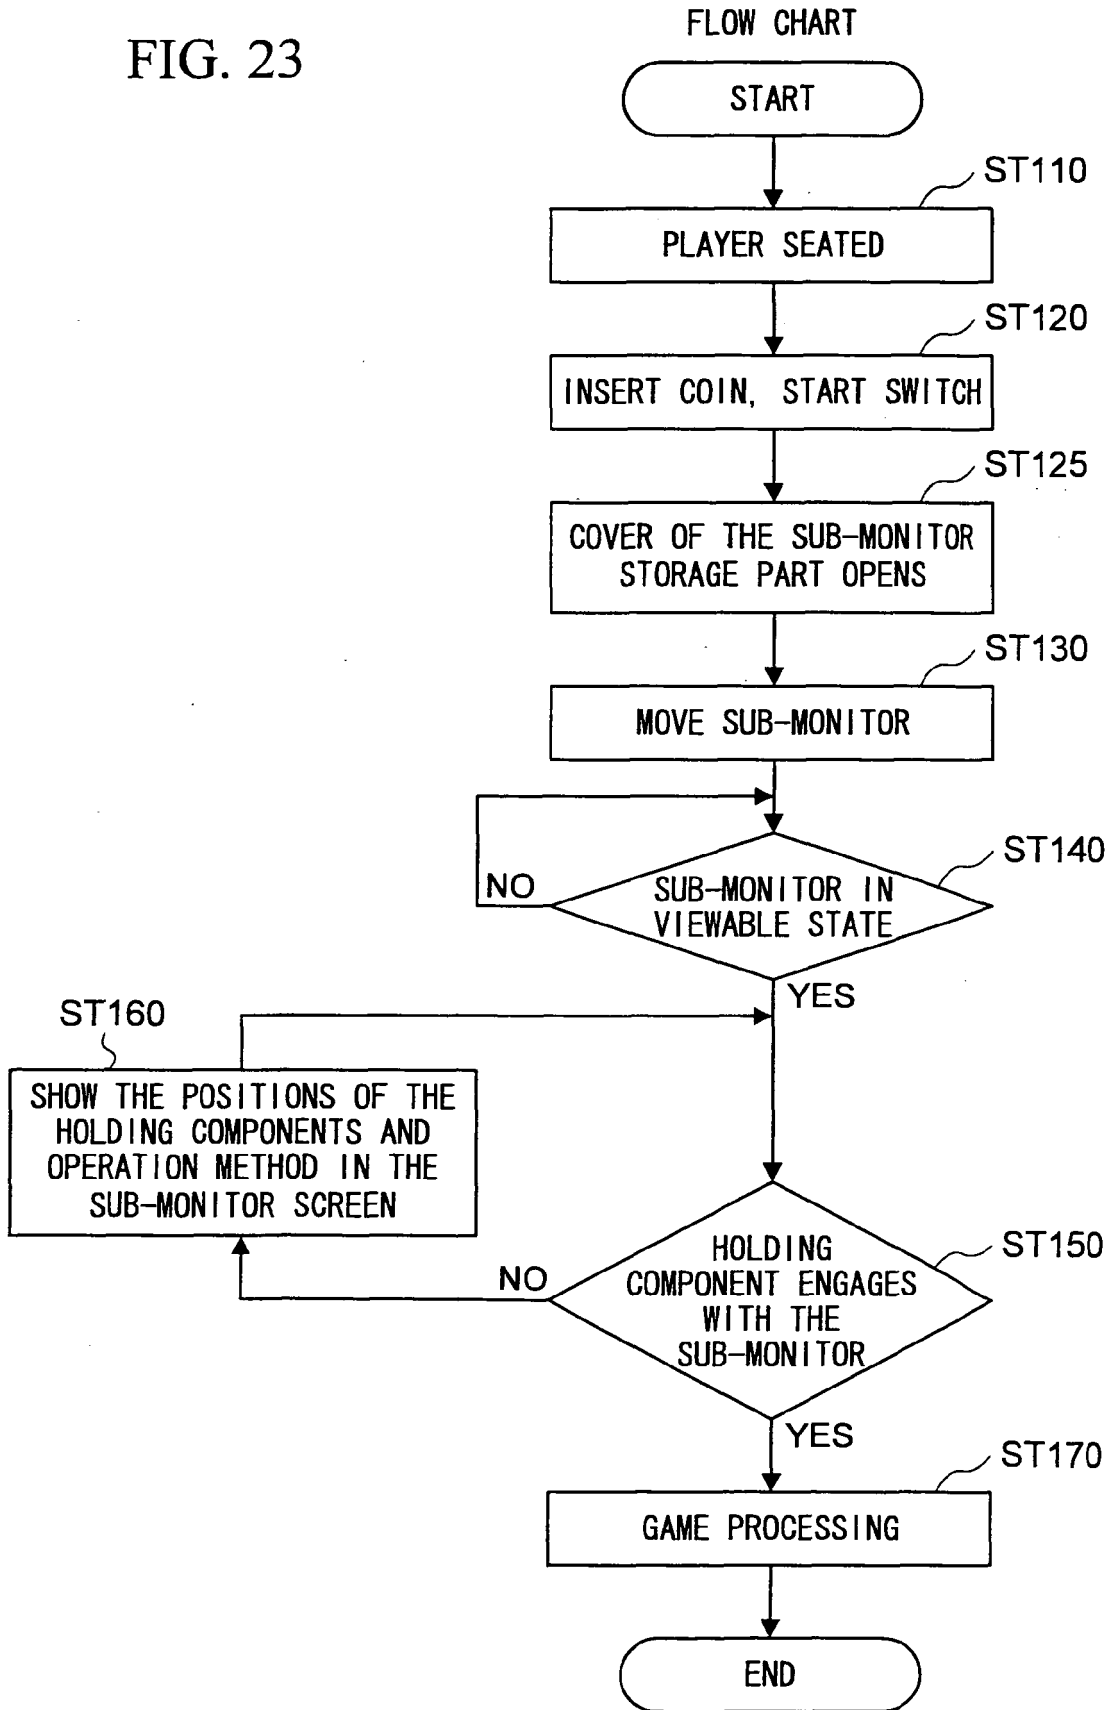 FLOW CHART
FIG. 23
START
ST110
PLAYER SEATED
ST120
INSERT COIN, START SWITCH
ST125
COVER OF THE SUB-MONITOR
STORAGE PART OPENS
ST130
MOVE SUB-MONITOR
ST140
NO
SUB-MONITOR IN
VIEWABLE STATE
YES
ST160
SHOW THE POSITIONS OF THE
HOLDING COMPONENTS AND
OPERATION METHOD IN THE
SUB-MONITOR SCREEN
ST150
NO
HOLDING
COMPONENT ENGAGES
WITH THE
SUB-MONITOR
YES
ST170
GAME PROCESSING
END